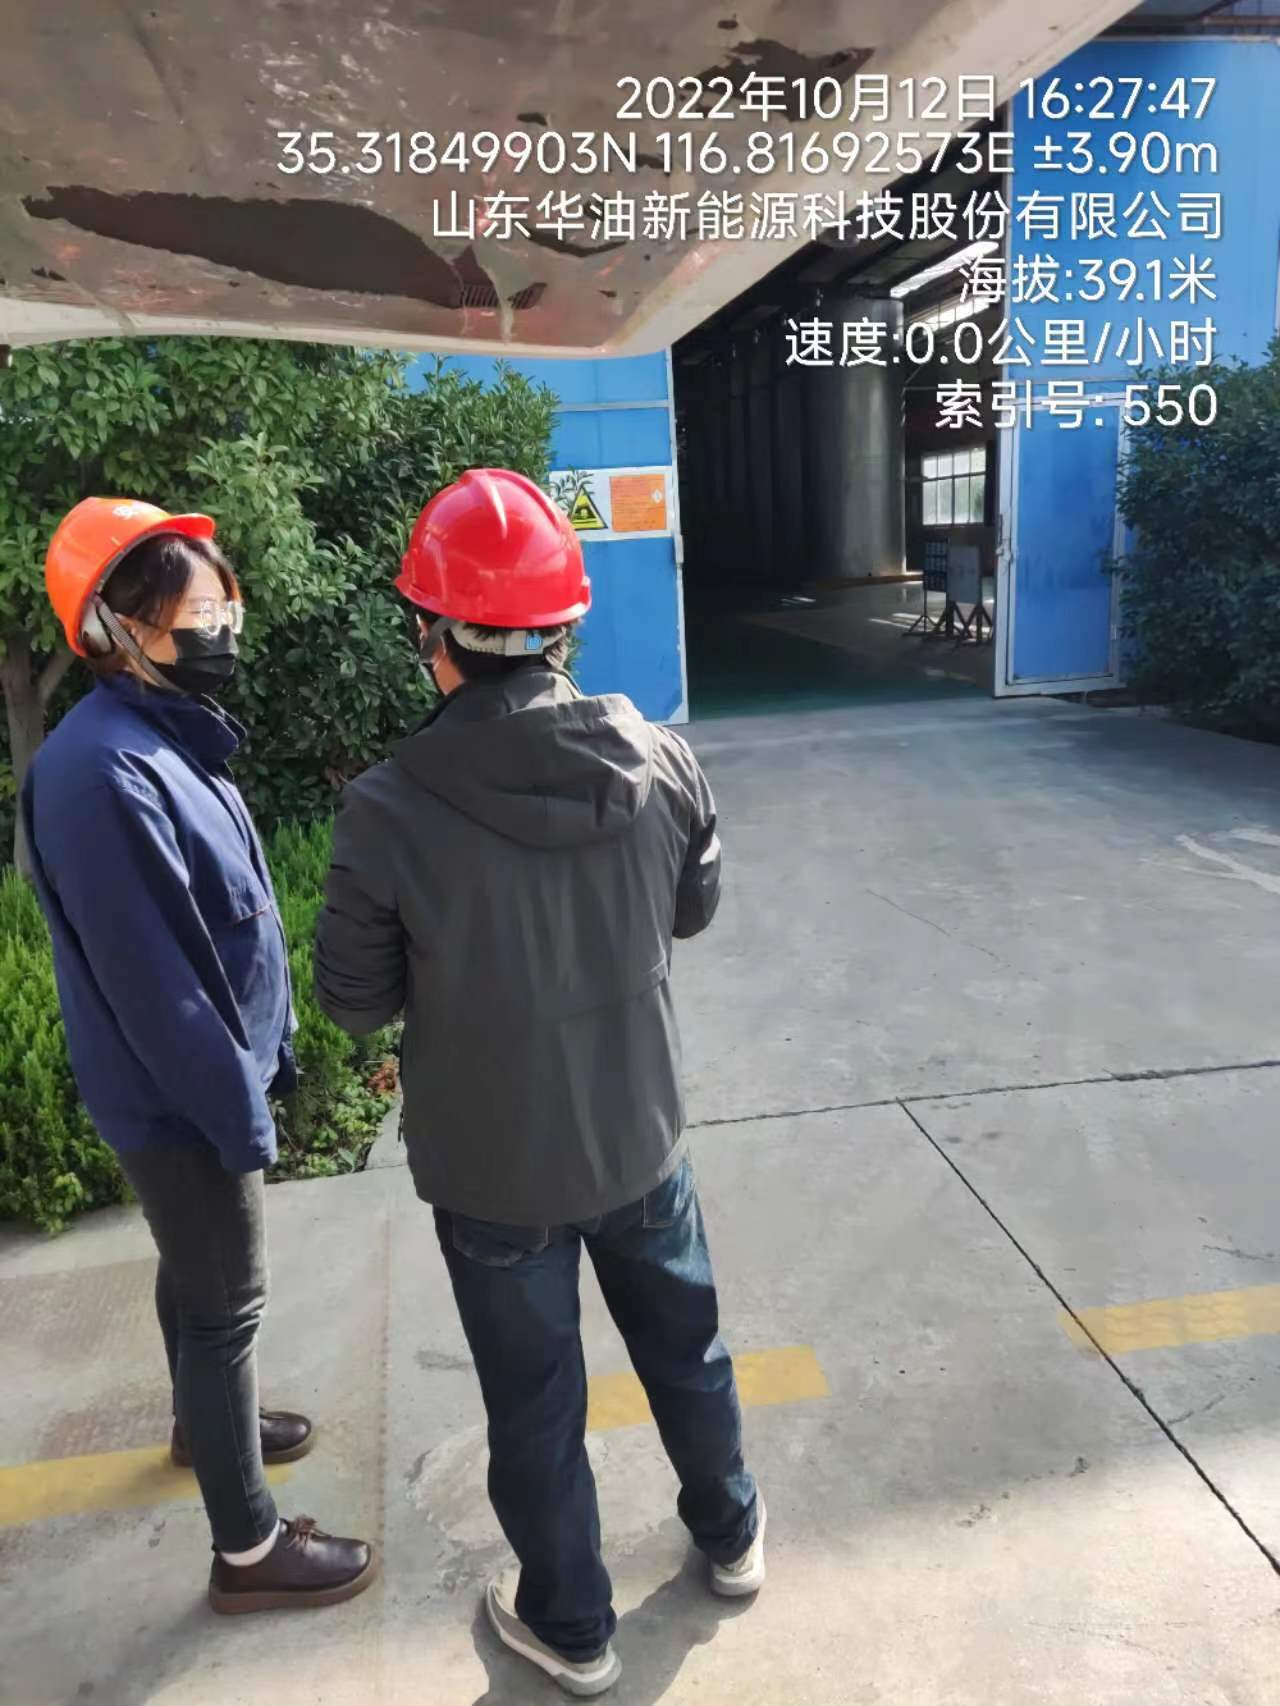 2022年10月12日 16:27:47
35.31849903N 116.81692573E ±3.90m
山东华油新能源科技股份有限公司
海拔:39.1米
速度:0.0公里/小时
索引号: 550